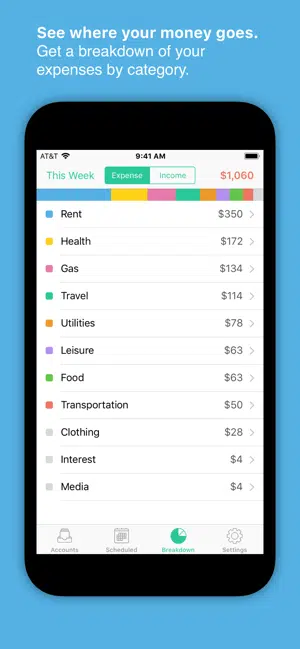 See where your money goes.
Get a breakdown of your
expenses by category.
AT&T 9:41 AM
This Week Expense Income $1,060
Rent $350
Health $172
Gas $134
Travel $114
Utilities $78
Leisure $63
Food $63
Transportation $50
Clothing $28
Interest $4
Media $4
Accounts Scheduled Breakdown Settings